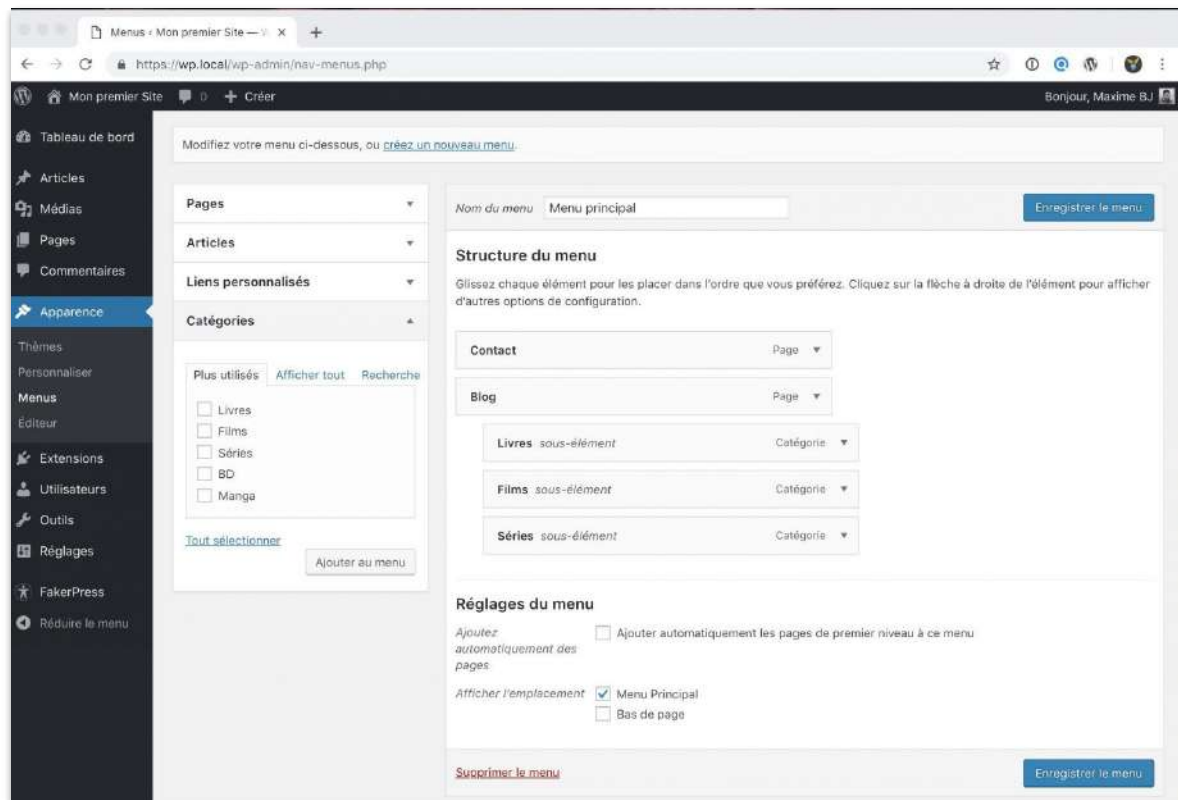 Menus ‹ Mon premier Site — W
https://wp.local/wp-admin/nav-menus.php
Mon premier Site
0
Créer
Bonjour, Maxime BJ
Tableau de bord
Articles
Médias
Pages
Commentaires
Apparence
Thèmes
Personnaliser
Menus
Éditeur
Extensions
Utilisateurs
Outils
Réglages
FakerPress
Réduire le menu
Modifiez votre menu ci-dessous, ou créez un nouveau menu.
Pages
Articles
Liens personnalisés
Catégories
Plus utilisés Afficher tout Recherche
Livres
Films
Séries
BD
Manga
Tout sélectionner
Ajouter au menu
Nom du menu Menu principal
Enregistrer le menu
Structure du menu
Glissez chaque élément pour les placer dans l'ordre que vous préférez. Cliquez sur la flèche à droite de l'élément pour afficher
d'autres options de configuration.
Contact Page
Blog Page
Livres sous-élément Catégorie
Films sous-élément Catégorie
Séries sous-élément Catégorie
Réglages du menu
Ajoutez
automatiquement des
pages
Ajouter automatiquement les pages de premier niveau à ce menu
Afficher l'emplacement
Menu Principal
Bas de page
Supprimer le menu
Enregistrer le menu